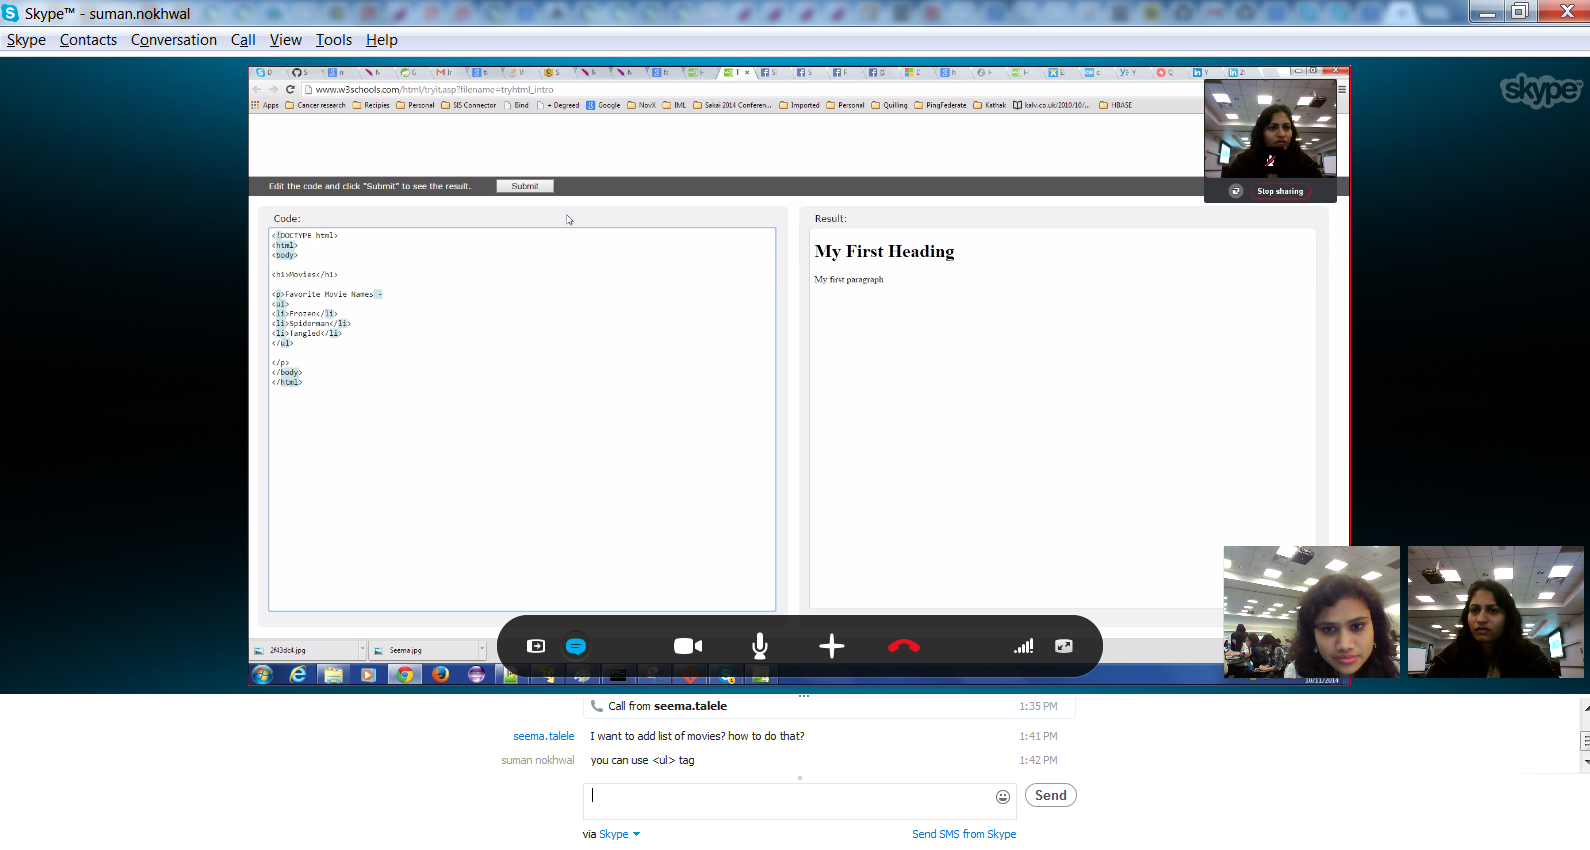 Skype™ - suman.nokhwal
Skype Contacts Conversation Call View Tools Help
skype
www.w3schools.com/html/tryit.asp?filename=tryhtml_intro
Apps Cancer research Recipies Personal SIS Connector Bind + Degreed Google NovX IML Sakai 2014 Conferen... Imported Personal Quilling PingFederate Kathak kalv.co.uk/2010/10/... HBASE
Edit the code and click "Submit" to see the result. Submit
Stop sharing
Code:
<!DOCTYPE html>
<html>
<body>
<h1>Movies</h1>
<p>Favorite Movie Names -
<ul>
<li>Frozen</li>
<li>Spiderman</li>
<li>Tangled</li>
</ul>
</p>
</body>
</html>
Result:
My First Heading
My first paragraph.
2f43dc4.jpg Seema.jpg
10/11/2014
Call from seema.talele 1:35 PM
seema.talele I want to add list of movies? how to do that? 1:41 PM
suman nokhwal you can use <ul> tag 1:42 PM
Send
via Skype Send SMS from Skype